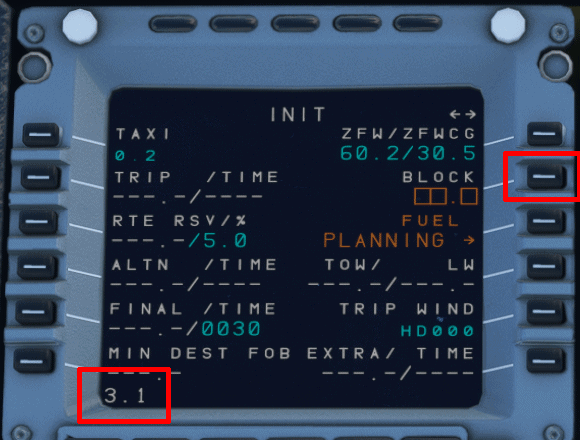 INIT ←→
TAXI ZFW/ZFWCG
0.2 60.2/30.5
TRIP /TIME BLOCK
---.-/---- □□.□
RTE RSV/% FUEL
---.-/5.0 PLANNING →
ALTN /TIME TOW/ LW
---.-/---- ---.-/---.-
FINAL /TIME TRIP WIND
---.-/0030 HD000
MIN DEST FOB EXTRA/ TIME
---.- ---.-/----
3.1